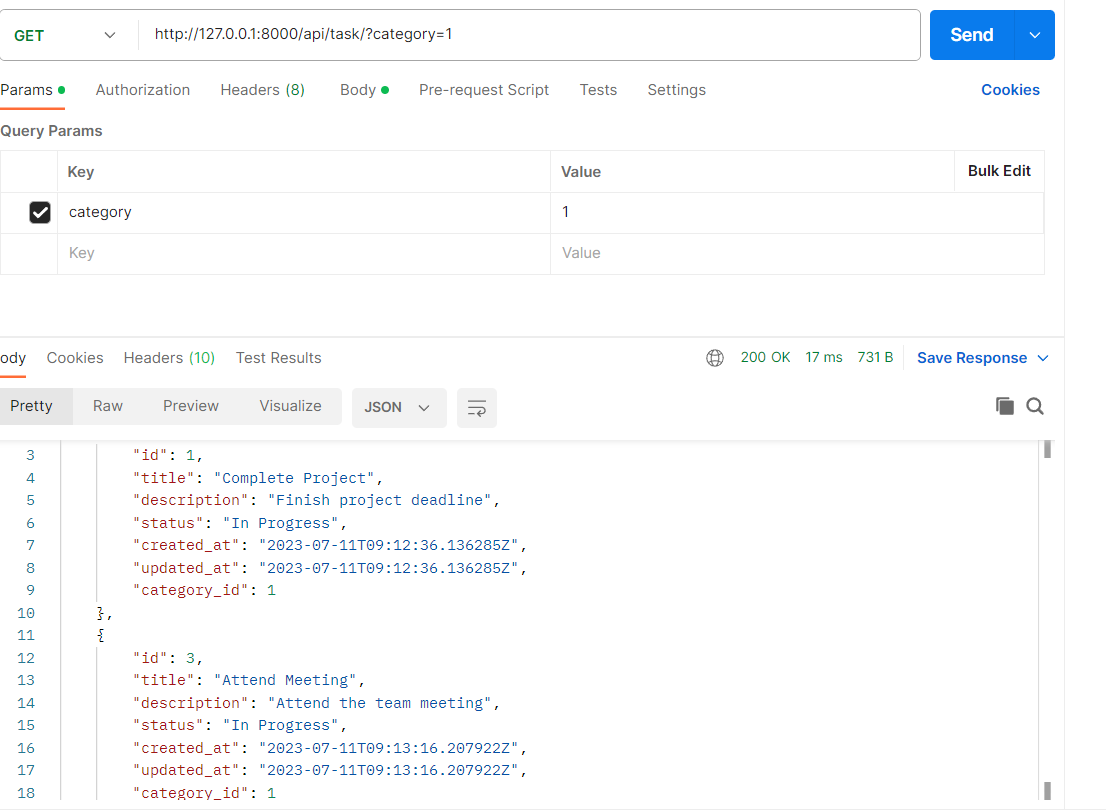 GET http://127.0.0.1:8000/api/task/?category=1 Send
Params Authorization Headers (8) Body Pre-request Script Tests Settings Cookies
Query Params
Key Value Bulk Edit
category 1
Key Value
ody Cookies Headers (10) Test Results 200 OK 17 ms 731 B Save Response
Pretty Raw Preview Visualize JSON
3 "id": 1,
4 "title": "Complete Project",
5 "description": "Finish project deadline",
6 "status": "In Progress",
7 "created_at": "2023-07-11T09:12:36.136285Z",
8 "updated_at": "2023-07-11T09:12:36.136285Z",
9 "category_id": 1
10 },
11 {
12 "id": 3,
13 "title": "Attend Meeting",
14 "description": "Attend the team meeting",
15 "status": "In Progress",
16 "created_at": "2023-07-11T09:13:16.207922Z",
17 "updated_at": "2023-07-11T09:13:16.207922Z",
18 "category_id": 1